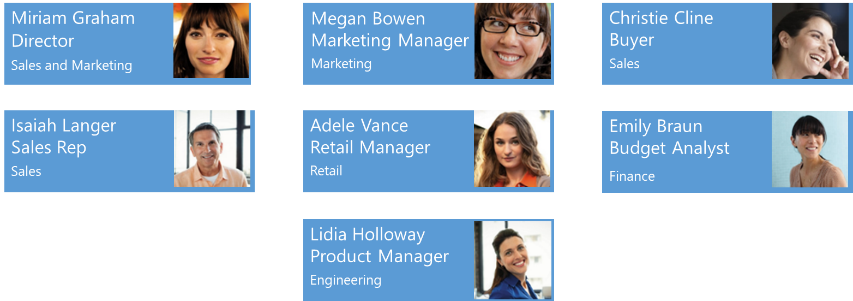 Miriam Graham
Director
Sales and Marketing
Megan Bowen
Marketing Manager
Marketing
Christie Cline
Buyer
Sales
Isaiah Langer
Sales Rep
Sales
Adele Vance
Retail Manager
Retail
Emily Braun
Budget Analyst
Finance
Lidia Holloway
Product Manager
Engineering